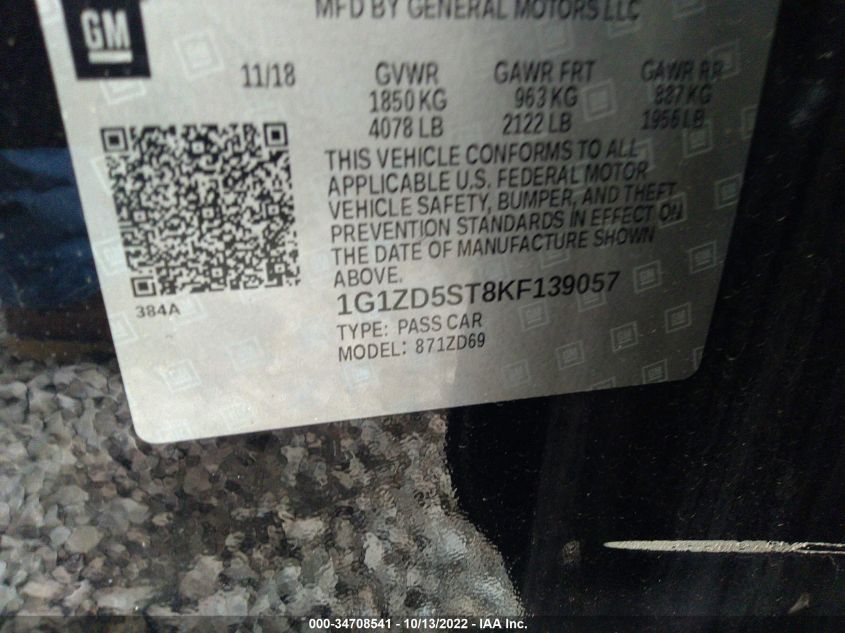 MFD BY GENERAL MOTORS LLC
GM
11/18 GVWR GAWR FRT GAWR RR
1850 KG 963 KG 887 KG
4078 LB 2122 LB 1956 LB
THIS VEHICLE CONFORMS TO ALL
APPLICABLE U.S. FEDERAL MOTOR
VEHICLE SAFETY, BUMPER, AND THEFT
PREVENTION STANDARDS IN EFFECT ON
THE DATE OF MANUFACTURE SHOWN
ABOVE.
384A
1G1ZD5ST8KF139057
TYPE: PASS CAR
MODEL: 871ZD69
000-34708541 - 10/13/2022 - IAA Inc.